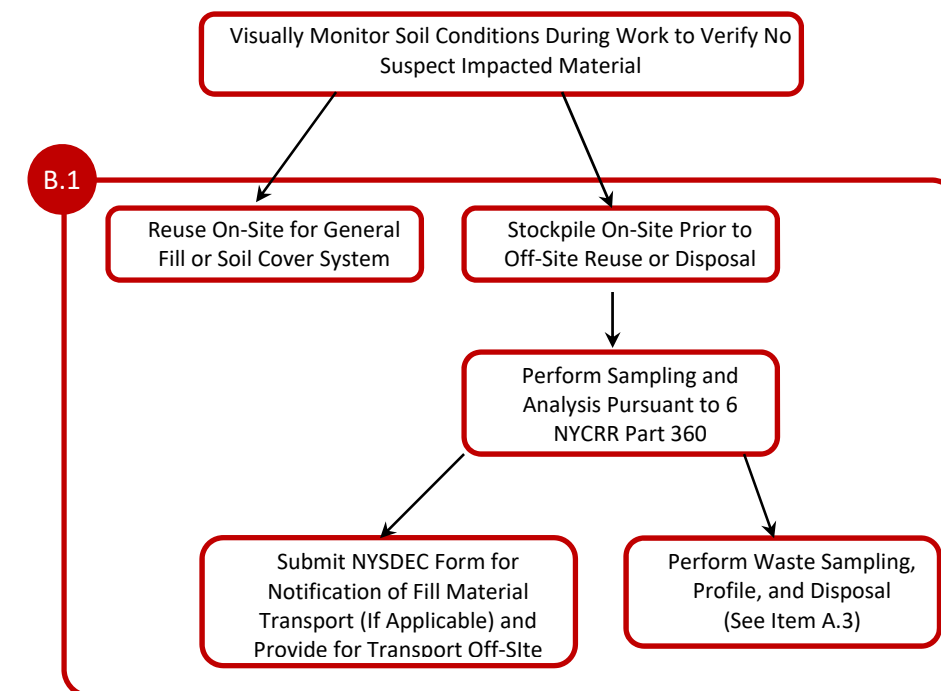 Visually Monitor Soil Conditions During Work to Verify No
Suspect Impacted Material
B.1
Reuse On-Site for General
Fill or Soil Cover System
Stockpile On-Site Prior to
Off-Site Reuse or Disposal
Perform Sampling and
Analysis Pursuant to 6
NYCRR Part 360
Submit NYSDEC Form for
Notification of Fill Material
Transport (If Applicable) and
Provide for Transport Off-SIte
Perform Waste Sampling,
Profile, and Disposal
(See Item A.3)